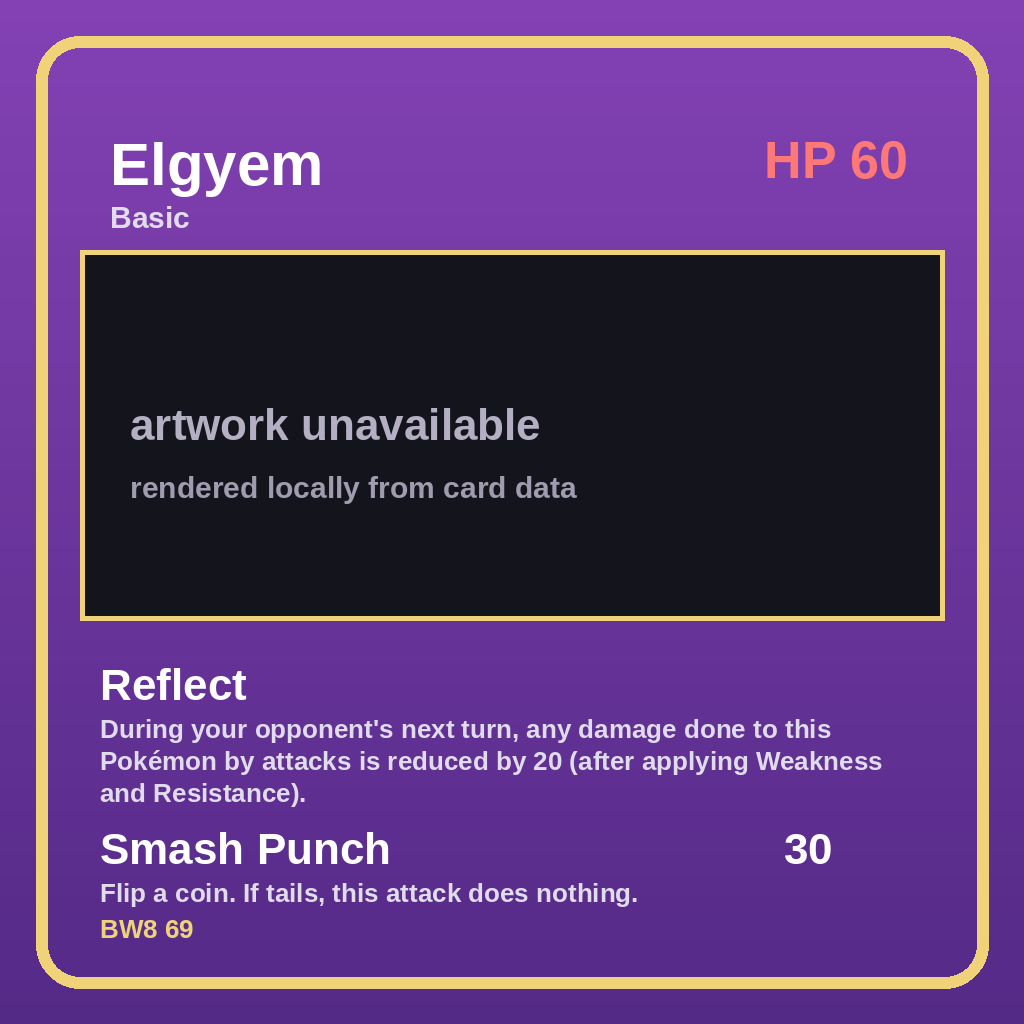 Elgyem
HP 60
Basic
artwork unavailable
rendered locally from card data
Reflect
During your opponent's next turn, any damage done to this
Pokémon by attacks is reduced by 20 (after applying Weakness
and Resistance).
Smash Punch 30
Flip a coin. If tails, this attack does nothing.
BW8 69